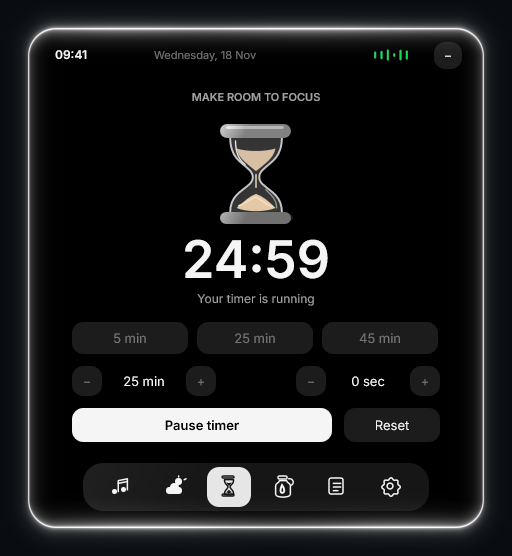 09:41 Wednesday, 18 Nov –
MAKE ROOM TO FOCUS
24:59
Your timer is running
5 min 25 min 45 min
– 25 min + – 0 sec +
Pause timer Reset